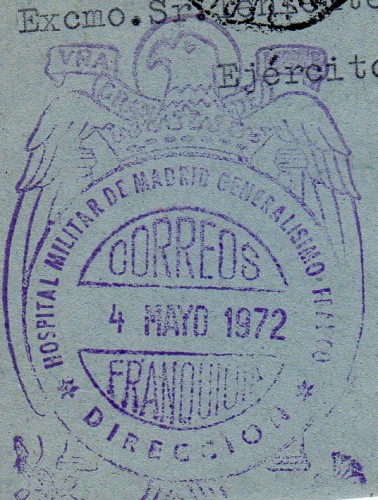 Excmo.Sr.
Ejército
VNA
HOSPITAL MILITAR DE MADRID GENERALISIMO FRANCO
CORREOS
4 MAYO 1972
FRANQUICIA
* DIRECCION *